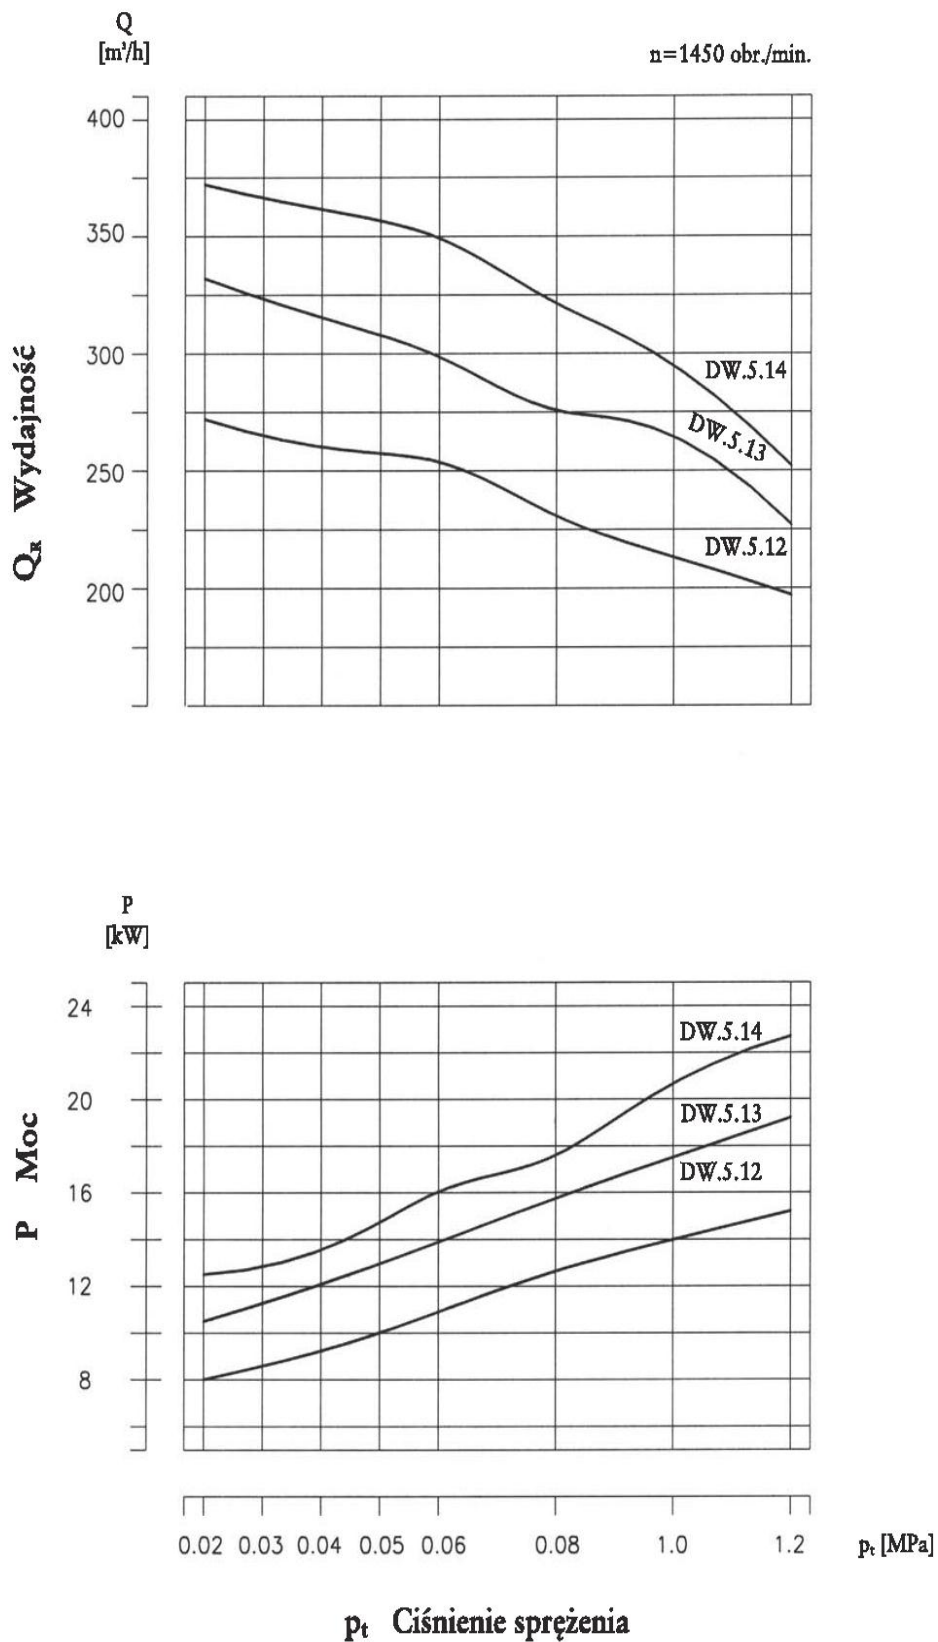 Q
[m³/h]
n=1450 obr./min.
400
350
300
250
200
Q_R Wydajność
DW.5.14
DW.5.13
DW.5.12
P
[kW]
24
20
16
12
8
P Moc
DW.5.14
DW.5.13
DW.5.12
0.02 0.03 0.04 0.05 0.06 0.08 1.0 1.2 pₜ [MPa]
pₜ Ciśnienie sprężenia